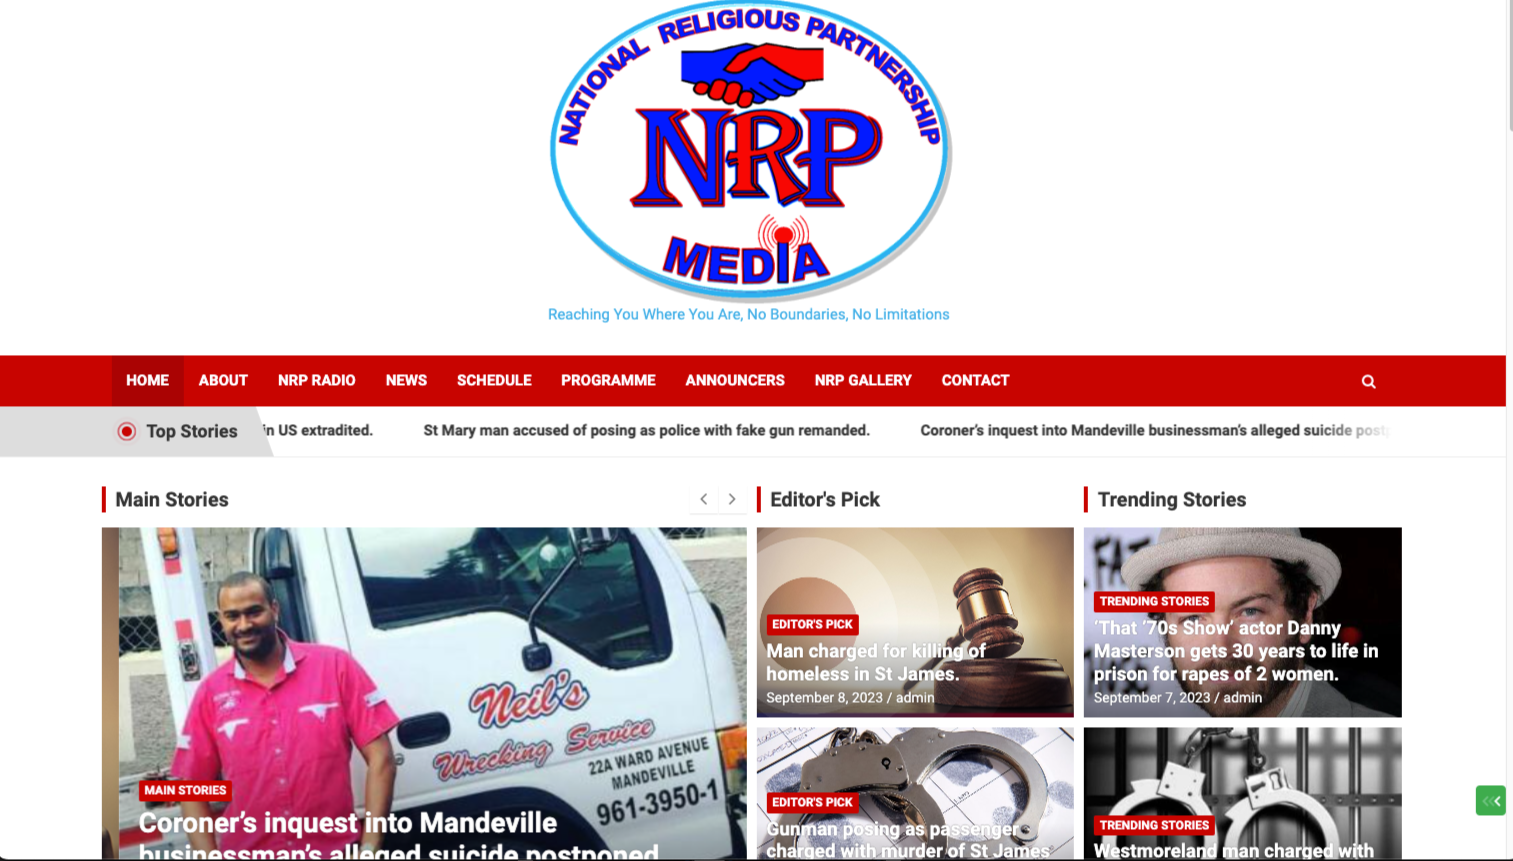 NATIONAL RELIGIOUS PARTNERSHIP
NRP
MEDIA
Reaching You Where You Are, No Boundaries, No Limitations
HOME ABOUT NRP RADIO NEWS SCHEDULE PROGRAMME ANNOUNCERS NRP GALLERY CONTACT
Top Stories in US extradited. St Mary man accused of posing as police with fake gun remanded. Coroner’s inquest into Mandeville businessman’s alleged suicide
Main Stories
Neil's
Wrecking Service
22A WARD AVENUE
MANDEVILLE
961-3950-1
MAIN STORIES
Coroner’s inquest into Mandeville
businessman’s alleged suicide postponed
Editor's Pick
EDITOR'S PICK
Man charged for killing of
homeless in St James.
September 8, 2023 / admin
EDITOR'S PICK
Gunman posing as passenger
charged with murder of St James
Trending Stories
FAT
TRENDING STORIES
‘That ‘70s Show’ actor Danny
Masterson gets 30 years to life in
prison for rapes of 2 women.
September 7, 2023 / admin
TRENDING STORIES
Westmoreland man charged with